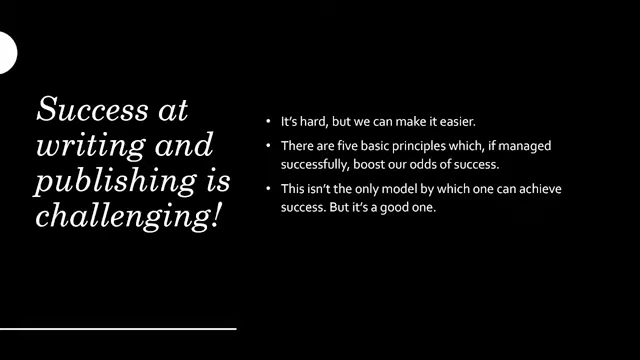 Success at
writing and
publishing is
challenging!
• It's hard, but we can make it easier.
• There are five basic principles which, if managed
successfully, boost our odds of success.
• This isn't the only model by which one can achieve
success. But it's a good one.